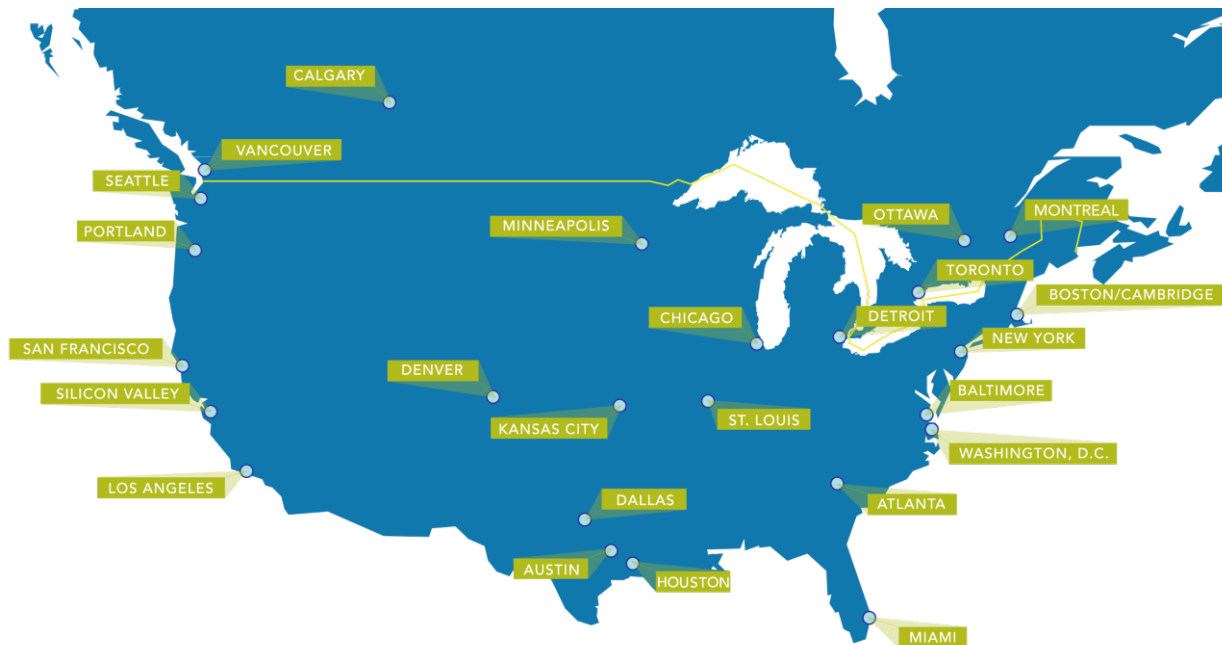 CALGARY
VANCOUVER
SEATTLE
PORTLAND
MINNEAPOLIS
OTTAWA
MONTREAL
TORONTO
BOSTON/CAMBRIDGE
CHICAGO
DETROIT
NEW YORK
SAN FRANCISCO
DENVER
SILICON VALLEY
BALTIMORE
KANSAS CITY
ST. LOUIS
WASHINGTON, D.C.
LOS ANGELES
DALLAS
ATLANTA
AUSTIN
HOUSTON
MIAMI